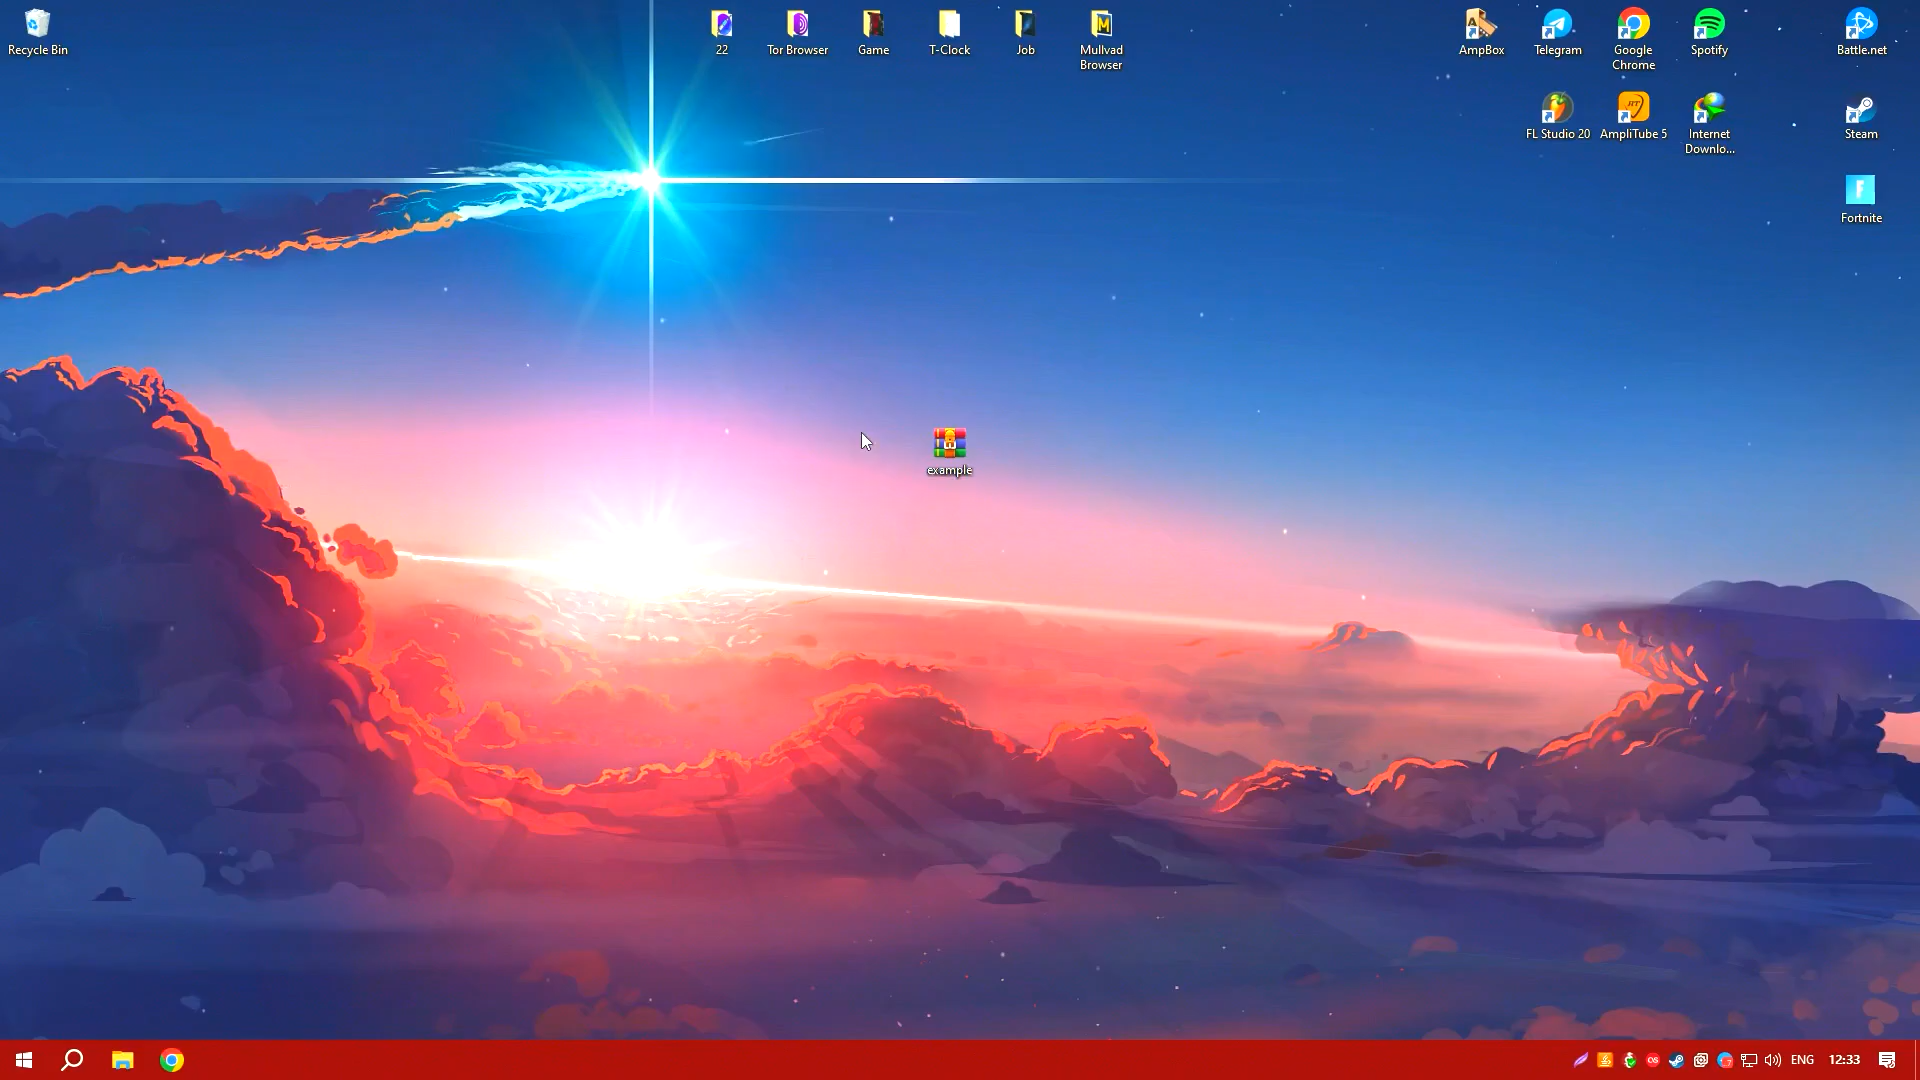 Recycle Bin
22
Tor Browser
Game
T-Clock
Job
Mullvad
Browser
AmpBox
Telegram
Google
Chrome
Spotify
Battle.net
FL Studio 20
AmpliTube 5
Internet
Downlo...
Steam
Fortnite
example
ENG
12:33